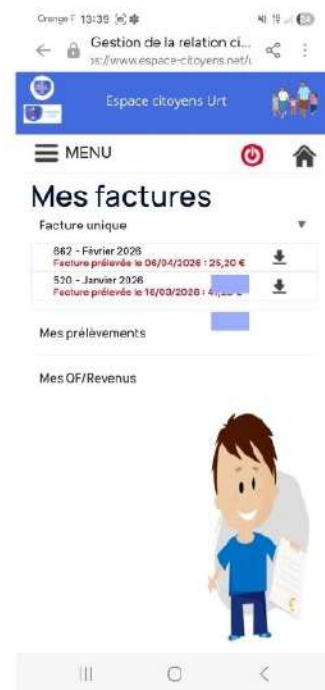 Orange F 13:39
Gestion de la relation ci...
Espace citoyens Urt
MENU
Mes factures
Facture unique
662 - Février 2026
Facture prélevée le 06/04/2026 : 25,20 €
520 - Janvier 2026
Facture prélevée le 16/03/2026 :
Mes prélèvements
Mes QF/Revenus